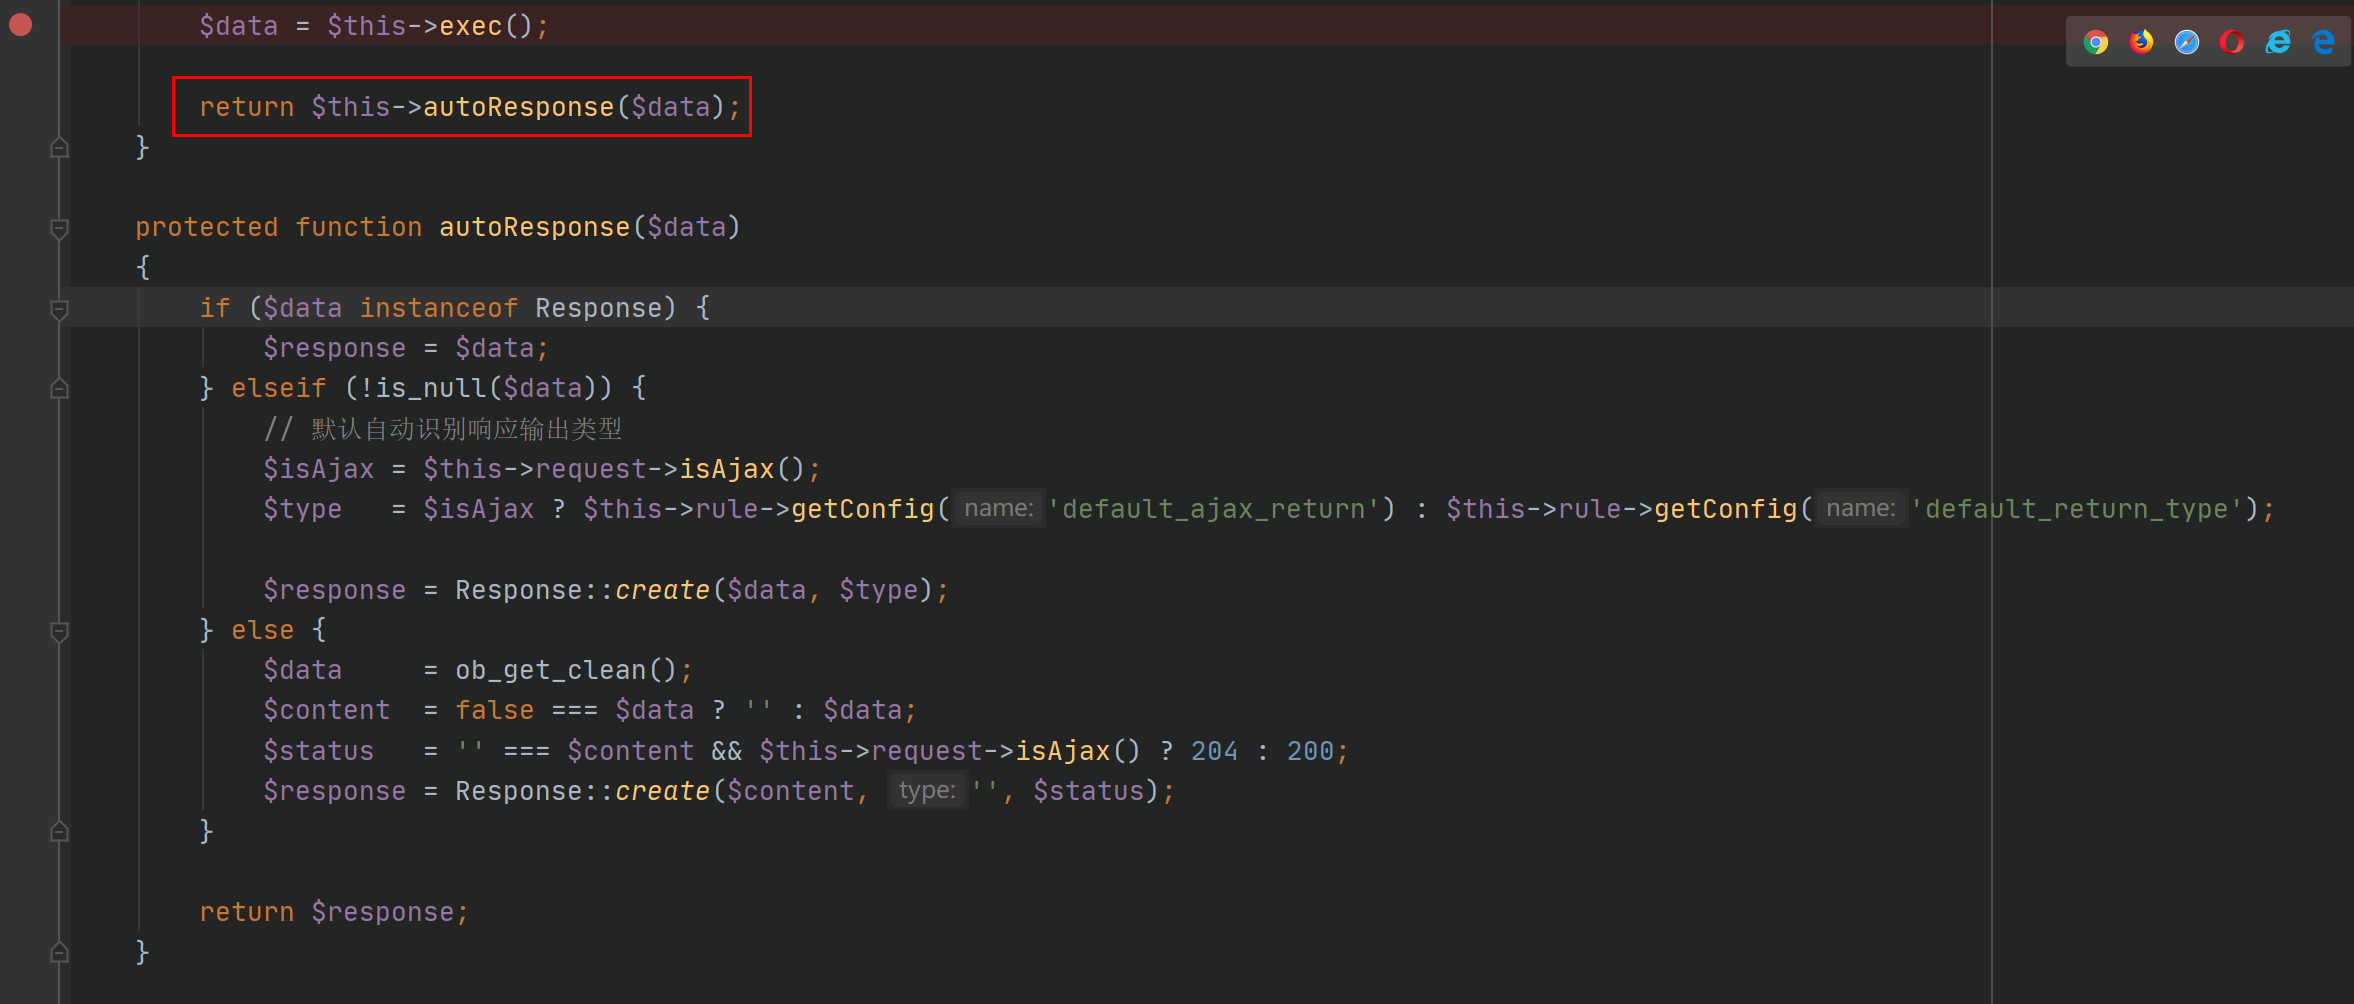 $data = $this->exec();
return $this->autoResponse($data);
}
protected function autoResponse($data)
{
if ($data instanceof Response) {
$response = $data;
} elseif (!is_null($data)) {
// 默认自动识别响应输出类型
$isAjax = $this->request->isAjax();
$type   = $isAjax ? $this->rule->getConfig( name: 'default_ajax_return') : $this->rule->getConfig( name: 'default_return_type');
$response = Response::create($data, $type);
} else {
$data     = ob_get_clean();
$content  = false === $data ? '' : $data;
$status   = '' === $content && $this->request->isAjax() ? 204 : 200;
$response = Response::create($content, type: '', $status);
}
return $response;
}